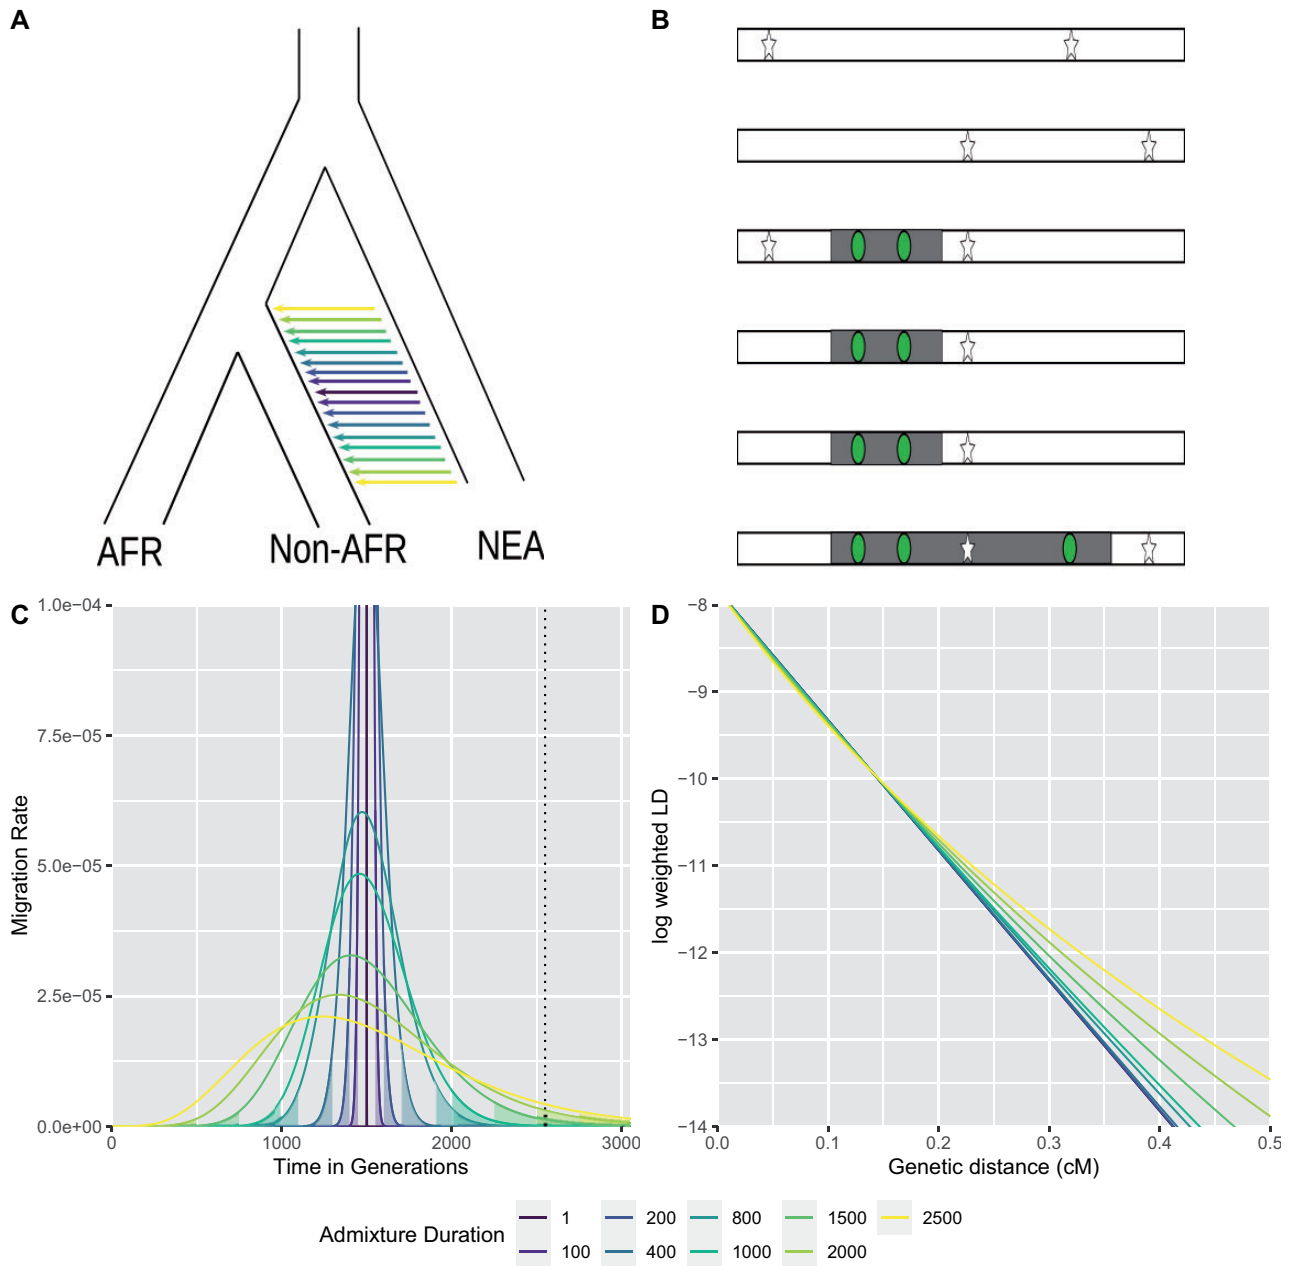 A
B
AFR
Non-AFR
NEA
C
1.0e−04
7.5e−05
5.0e−05
2.5e−05
0.0e+00
Migration Rate
0
1000
2000
3000
Time in Generations
D
−8
−9
−10
−11
−12
−13
−14
log weighted LD
0.0
0.1
0.2
0.3
0.4
0.5
Genetic distance (cM)
Admixture Duration
1
200
800
1500
2500
100
400
1000
2000